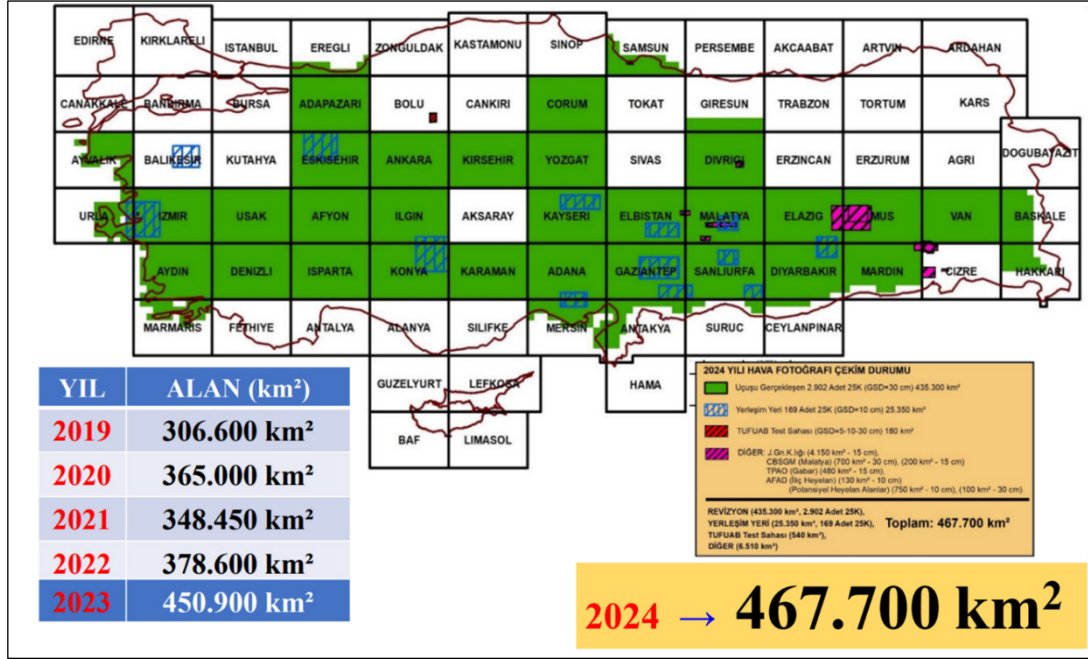 EDIRNE KIRKLARELI ISTANBUL EREGLI ZONGULDAK KASTAMONU SINOP SAMSUN PERSEMBE AKCAABAT ARTVIN ARDAHAN
CANAKKALE BANDIRMA BURSA ADAPAZARI BOLU CANKIRI CORUM TOKAT GIRESUN TRABZON TORTUM KARS
AYVALIK BALIKESIR KUTAHYA ESKISEHIR ANKARA KIRSEHIR YOZGAT SIVAS DIVRIGI ERZINCAN ERZURUM AGRI DOGUBAYAZIT
URLA IZMIR USAK AFYON ILGIN AKSARAY KAYSERI ELBISTAN MALATYA ELAZIG MUS VAN BASKALE
AYDIN DENIZLI ISPARTA KONYA KARAMAN ADANA GAZIANTEP SANLIURFA DIYARBAKIR MARDIN CIZRE HAKKARI
MARMARIS FETHIYE ANTALYA ALANYA SILIFKE MERSIN ANTAKYA SURUC CEYLANPINAR
GUZELYURT LEFKOSA HAMA
BAF LIMASOL
YIL ALAN (km²)
2019 306.600 km²
2020 365.000 km²
2021 348.450 km²
2022 378.600 km²
2023 450.900 km²
2024 YILI HAVA FOTOĞRAFI ÇEKİM DURUMU
Uçuşu Gerçekleşen 2.902 Adet 25K (GSD=30 cm) 435.300 km²
Yerleşim Yeri 169 Adet 25K (GSD=10 cm) 25.350 km²
TUFUAB Test Sahası (GSD=5-10-30 cm) 180 km²
DİĞER: J.Gn.K.lığı (4.150 km² - 15 cm),
CBSGM (Malatya) (700 km² - 30 cm), (200 km² - 15 cm)
TPAO (Gabar) (480 km² - 15 cm),
AFAD (İliç Heyelan) (130 km² - 10 cm)
(Potansiyel Heyelan Alanlar) (750 km² - 10 cm), (100 km² - 30 cm)
REVİZYON (435.300 km², 2.902 Adet 25K),
YERLEŞİM YERİ (25.350 km², 169 Adet 25K), Toplam: 467.700 km²
TUFUAB Test Sahası (540 km²),
DİĞER (6.510 km²)
2024 → 467.700 km²